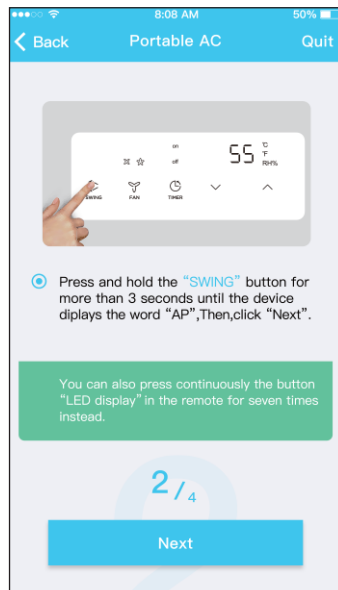 8:08 AM
50%
Back
Portable AC
Quit
on
off
55
°C
°F
RH%
SWING
FAN
TIMER
Press and hold the “SWING” button for
more than 3 seconds until the device
diplays the word “AP”,Then,click “Next”.
You can also press continuously the button
“LED display” in the remote for seven times
instead.
2/4
Next